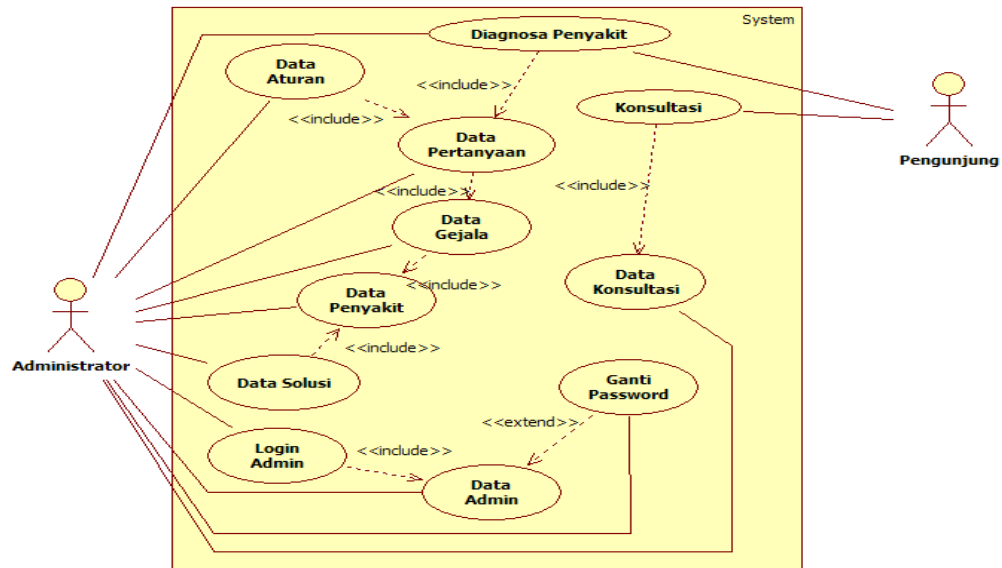 System
Diagnosa Penyakit
Data
Aturan
<<include>>
<<include>>
Konsultasi
Pengunjung
Data
Pertanyaan
<<include>>
<<include>>
Data
Gejala
<<include>>
Data
Penyakit
Data
Konsultasi
Administrator
<<include>>
Data Solusi
Ganti
Password
<<extend>>
Login
Admin
<<include>>
Data
Admin